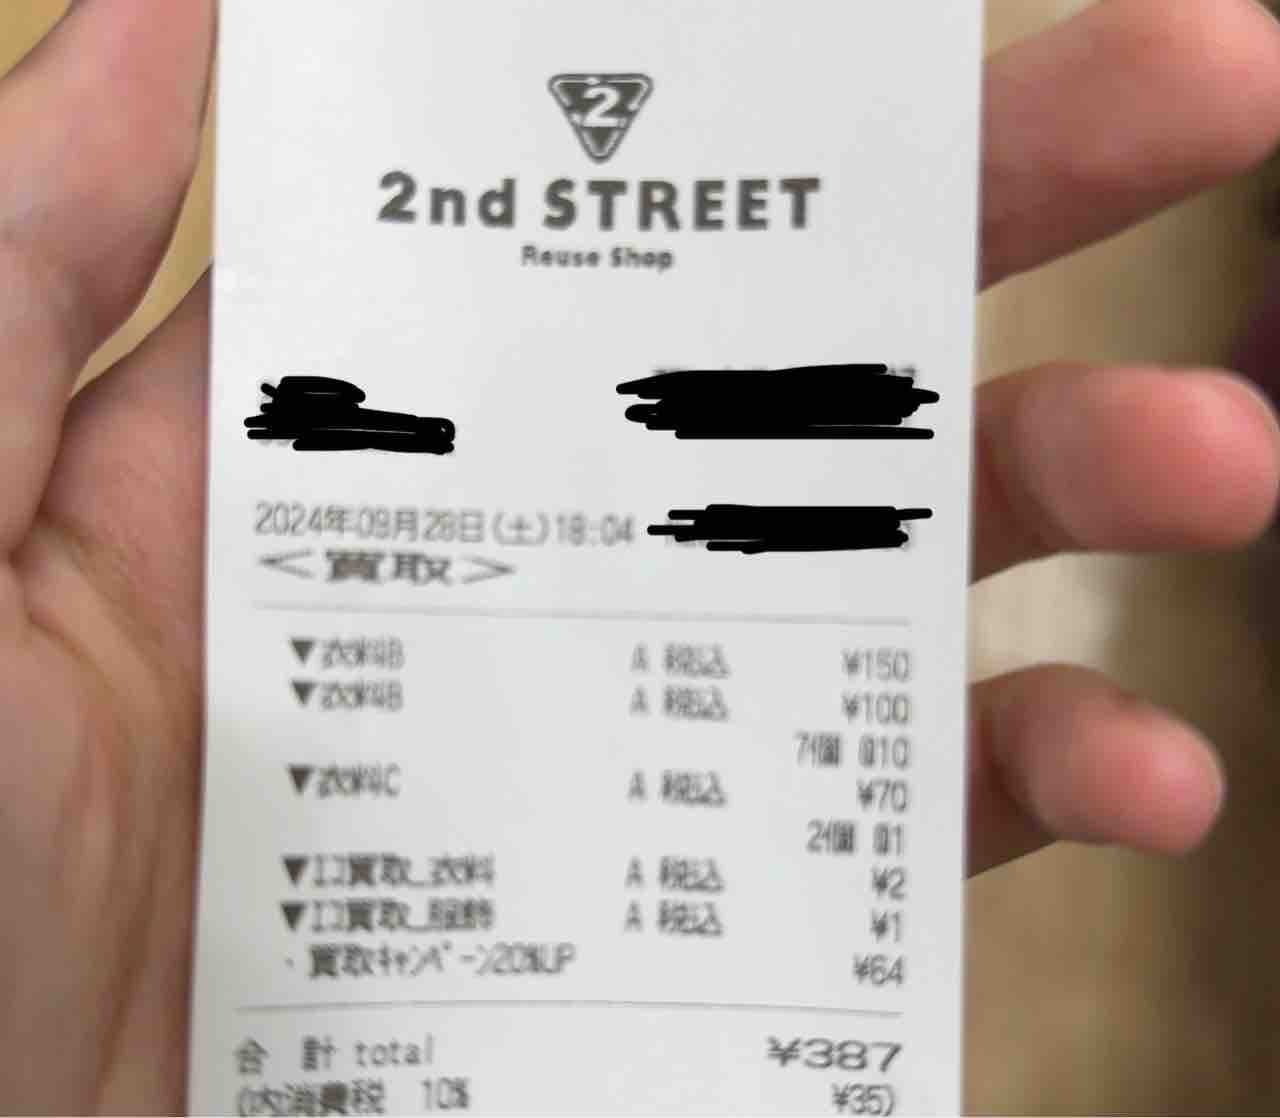 2
2nd STREET
Reuse Shop
2024年09月28日(土)18:04
<買取>
▼衣料B A 税込 ¥150
▼衣料B A 税込 ¥100
7個 @10
▼衣料C A 税込 ¥70
2個 @1
▼エコ買取_衣料 A 税込 ¥2
▼エコ買取_服飾 A 税込 ¥1
・買取キャンペーン20%UP ¥64
合 計 total ¥387
(内消費税 10% ¥35)